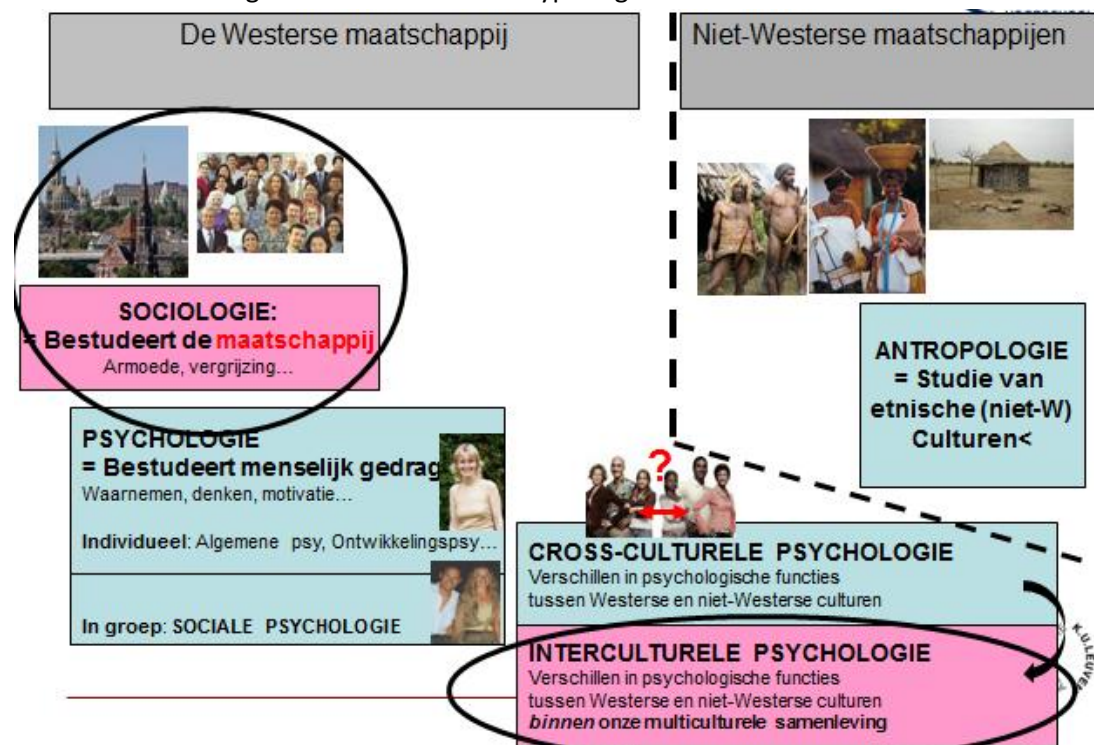 De Westerse maatschappij
Niet-Westerse maatschappijen
SOCIOLOGIE:
= Bestudeert de maatschappij
Armoede, vergrijzing...
ANTROPOLOGIE
= Studie van
etnische (niet-W)
Culturen<
PSYCHOLOGIE
= Bestudeert menselijk gedrag
Waarnemen, denken, motivatie...
Individueel: Algemene psy, Ontwikkelingspsy...
In groep: SOCIALE PSYCHOLOGIE
?
CROSS-CULTURELE PSYCHOLOGIE
Verschillen in psychologische functies
tussen Westerse en niet-Westerse culturen
INTERCULTURELE PSYCHOLOGIE
Verschillen in psychologische functies
tussen Westerse en niet-Westerse culturen
binnen onze multiculturele samenleving
K.U.LEUVEN